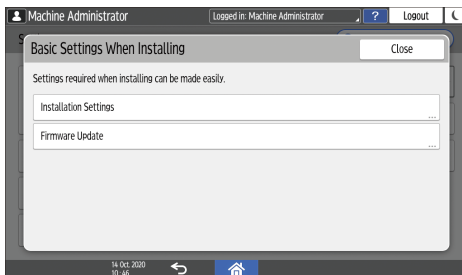 Machine Administrator
Logged in: Machine Administrator
?
Logout
Basic Settings When Installing
Close
Settings required when installing can be made easily.
Installation Settings
...
Firmware Update
...
14 Oct. 2020
10:46